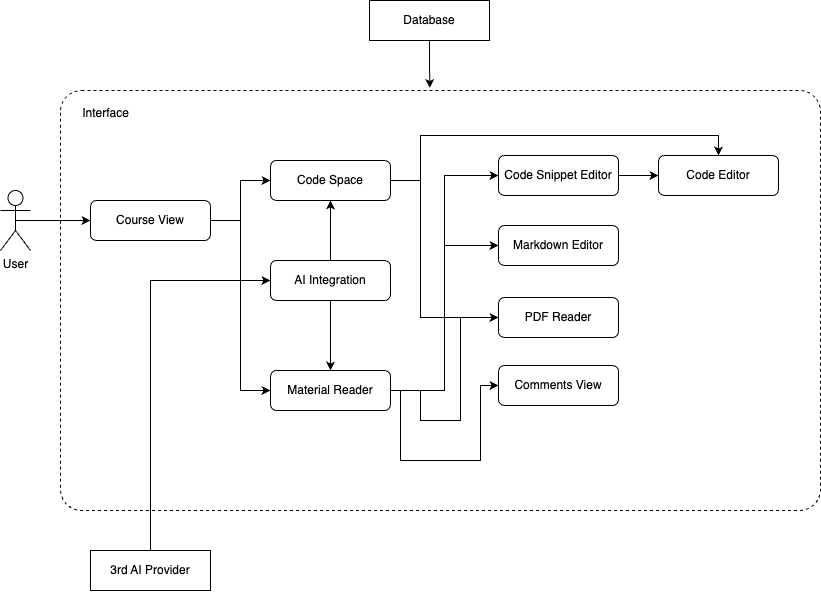 Database
Interface
Code Space
Code Snippet Editor
Code Editor
Course View
Markdown Editor
User
AI Integration
PDF Reader
Material Reader
Comments View
3rd AI Provider